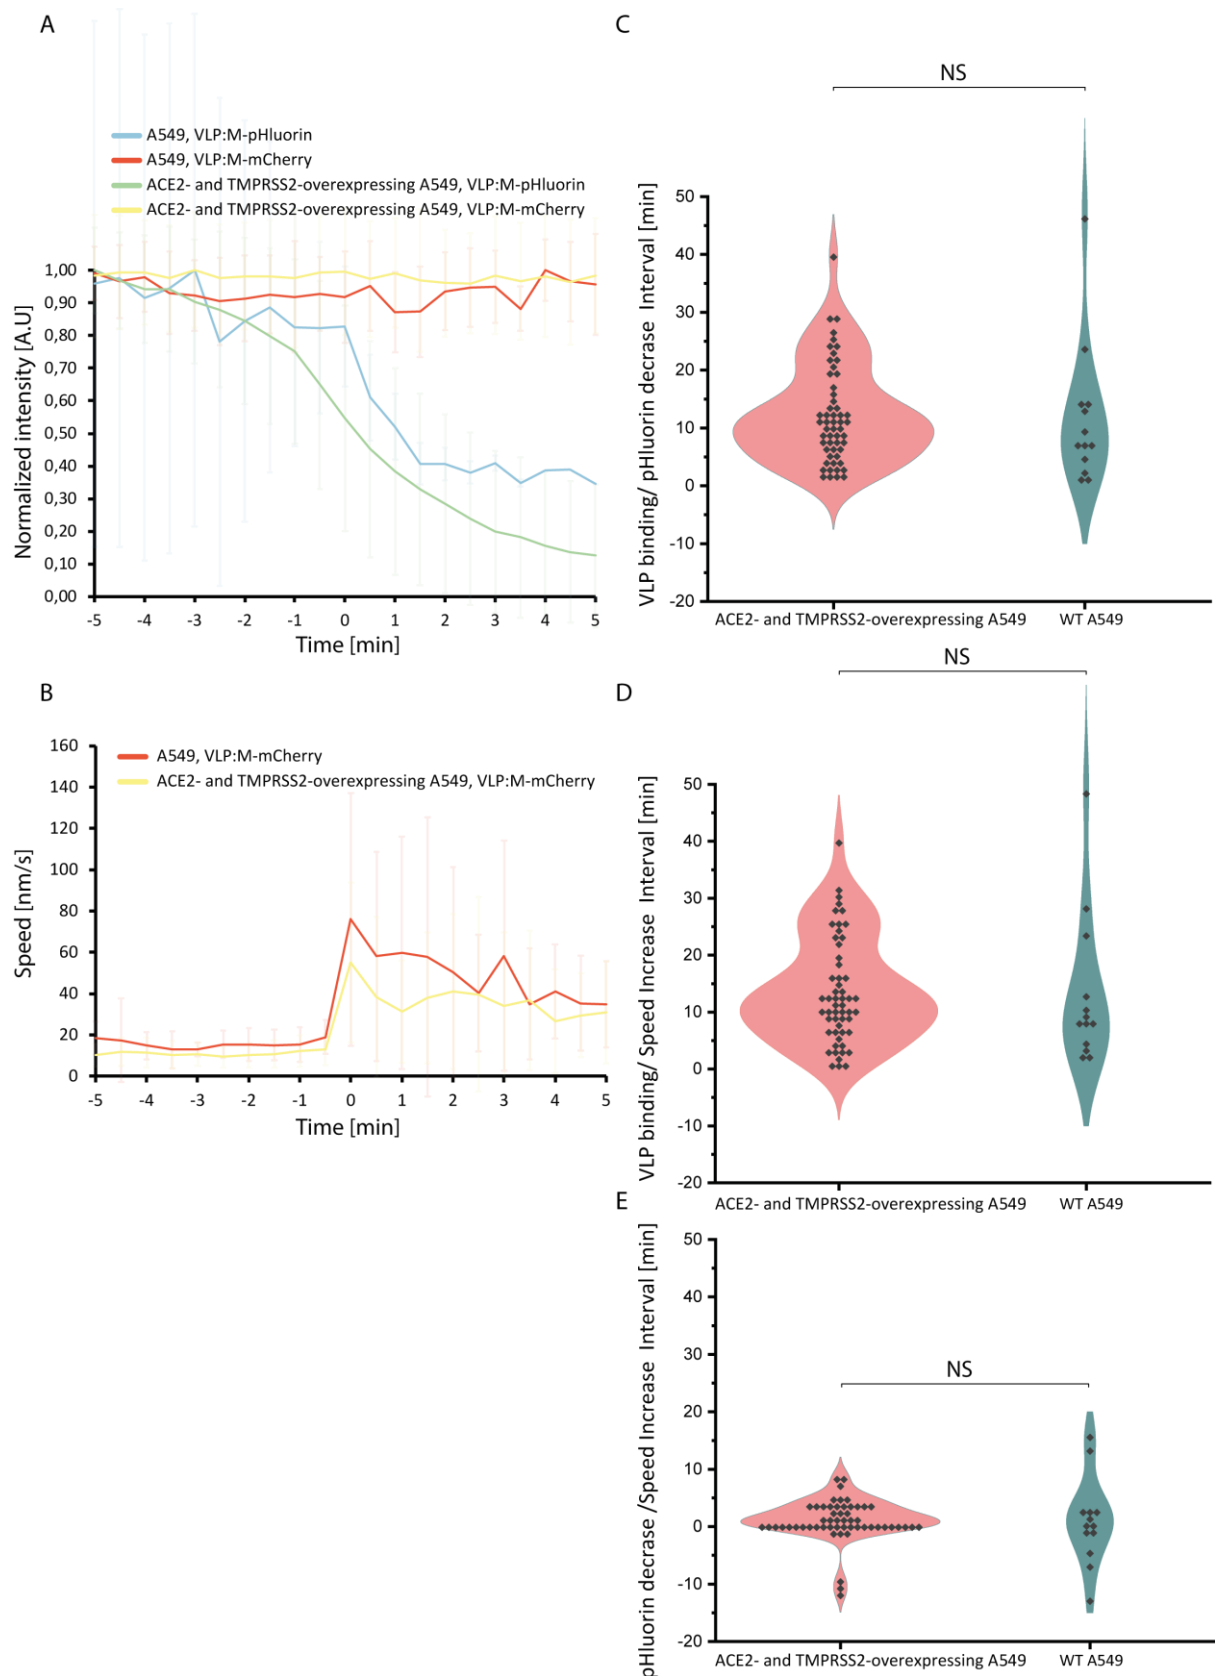 A
A549, VLP:M-pHluorin
A549, VLP:M-mCherry
ACE2- and TMPRSS2-overexpressing A549, VLP:M-pHluorin
ACE2- and TMPRSS2-overexpressing A549, VLP:M-mCherry
Normalized intensity [A.U]
1,00
0,90
0,80
0,70
0,60
0,50
0,40
0,30
0,20
0,10
0,00
-5 -4 -3 -2 -1 0 1 2 3 4 5
Time [min]
B
A549, VLP:M-mCherry
ACE2- and TMPRSS2-overexpressing A549, VLP:M-mCherry
Speed [nm/s]
160
140
120
100
80
60
40
20
0
-5 -4 -3 -2 -1 0 1 2 3 4 5
Time [min]
C
NS
VLP binding/ pHluorin decrase Interval [min]
50
40
30
20
10
0
-10
-20
ACE2- and TMPRSS2-overexpressing A549 WT A549
D
NS
VLP binding/ Speed Increase Interval [min]
50
40
30
20
10
0
-10
-20
ACE2- and TMPRSS2-overexpressing A549 WT A549
E
NS
pHluorin decrase /Speed Increase Interval [min]
50
40
30
20
10
0
-10
-20
ACE2- and TMPRSS2-overexpressing A549 WT A549